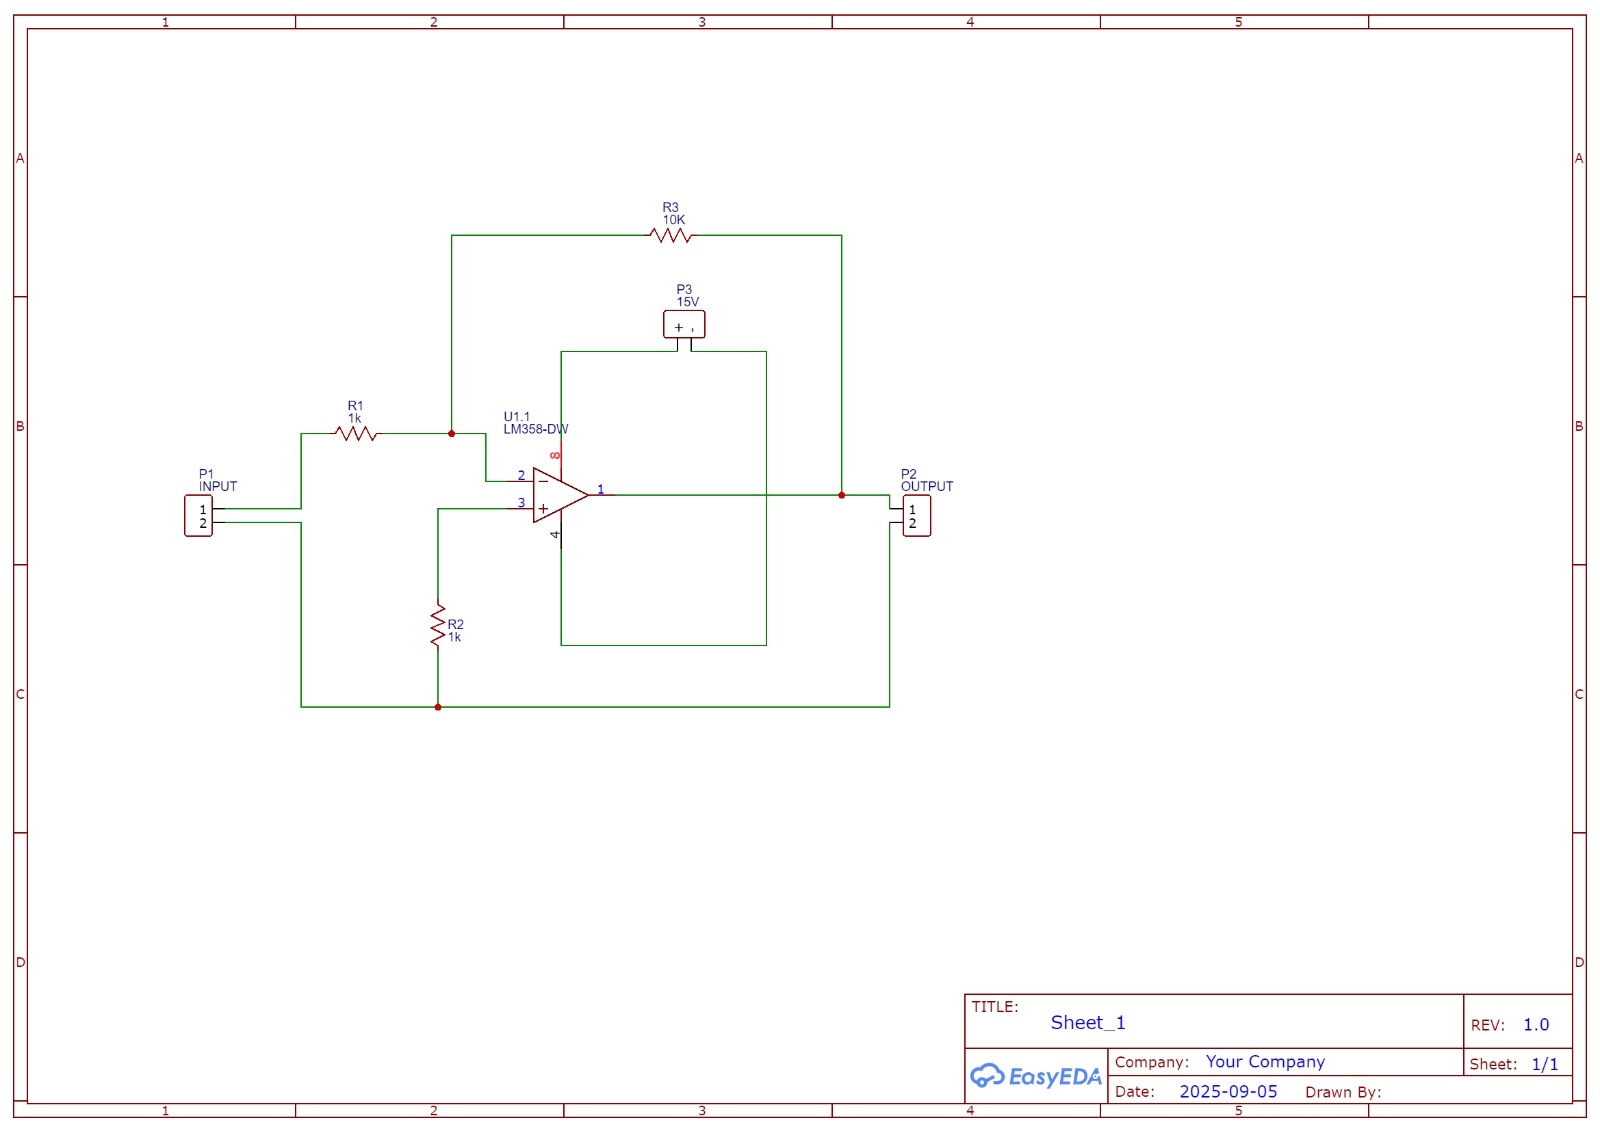 1 2 3 4 5
A A
R3
10K
P3
15V
+ -
R1
1k
B B
U1.1
LM358-DW
8
P1
INPUT
1
2
2
3
1
4
P2
OUTPUT
1
2
R2
1k
C C
D D
TITLE:
Sheet_1
REV: 1.0
EasyEDA
Company: Your Company
Sheet: 1/1
Date: 2025-09-05 Drawn By:
1 2 3 4 5